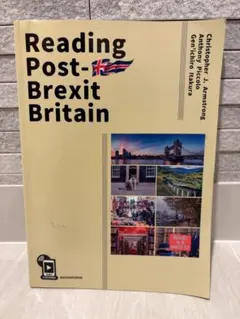 Reading
Post-
Brexit
Britain
Christopher J. Armstrong
Anthony Piccolo
Gen'ichiro Itakura